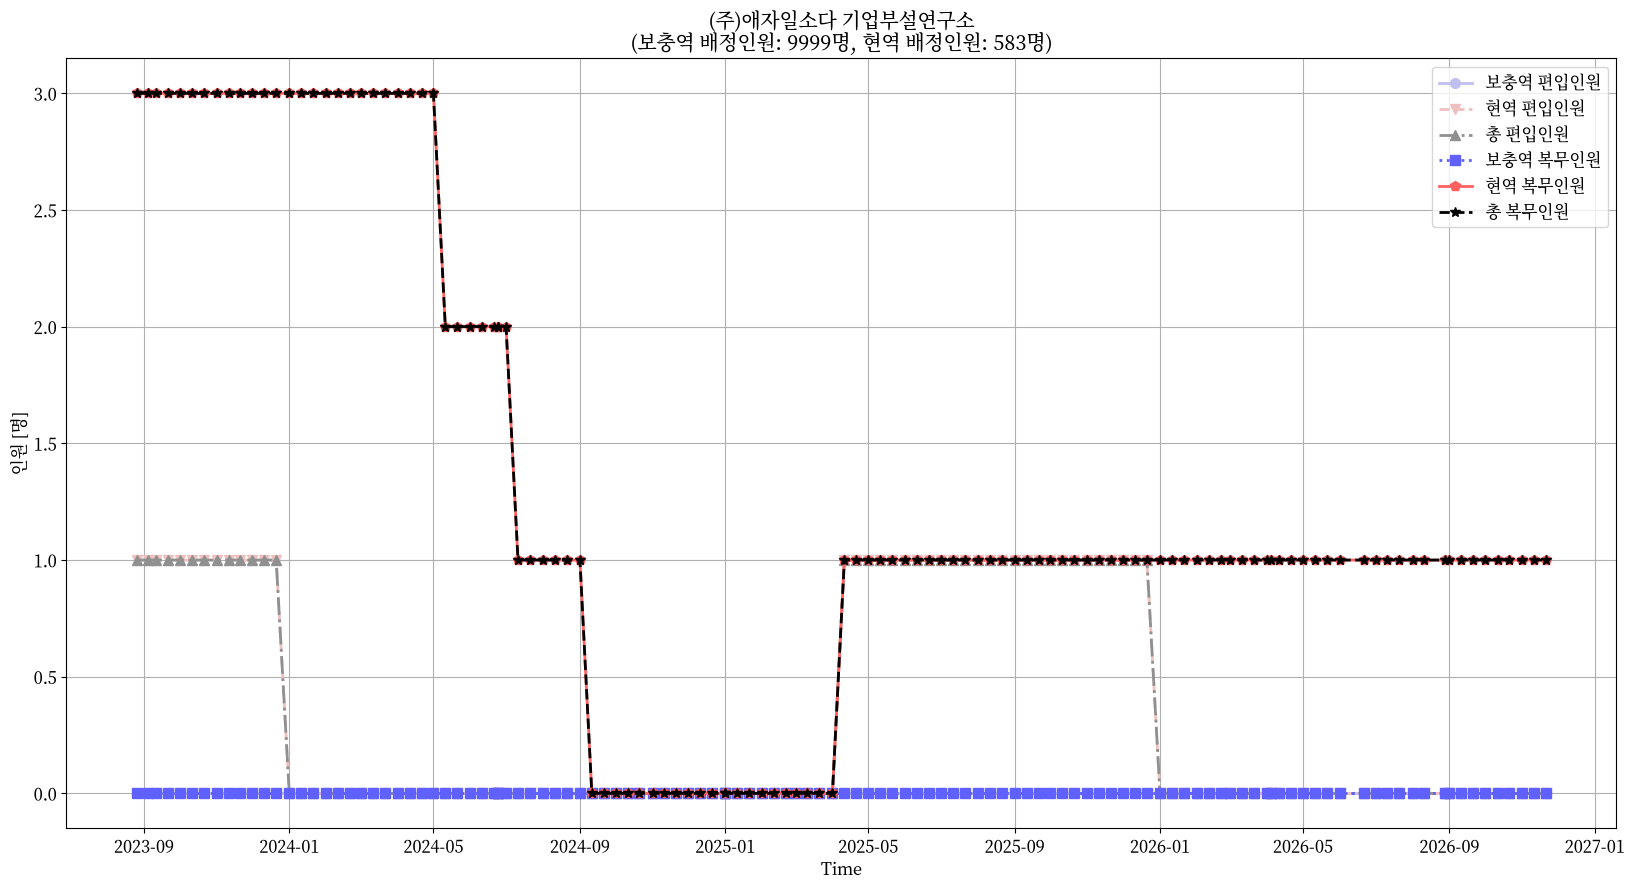 (주)애자일소다 기업부설연구소
(보충역 배정인원: 9999명, 현역 배정인원: 583명)
보충역 편입인원
현역 편입인원
총 편입인원
보충역 복무인원
현역 복무인원
총 복무인원
인원 [명]
3.0
2.5
2.0
1.5
1.0
0.5
0.0
2023-09
2024-01
2024-05
2024-09
2025-01
2025-05
2025-09
2026-01
2026-05
2026-09
2027-01
Time